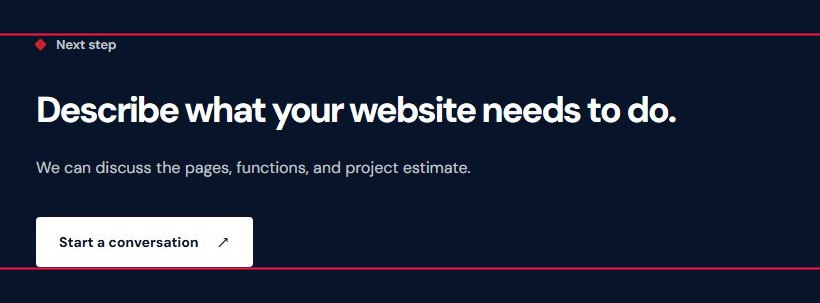 Next step
Describe what your website needs to do.
We can discuss the pages, functions, and project estimate.
Start a conversation ↗